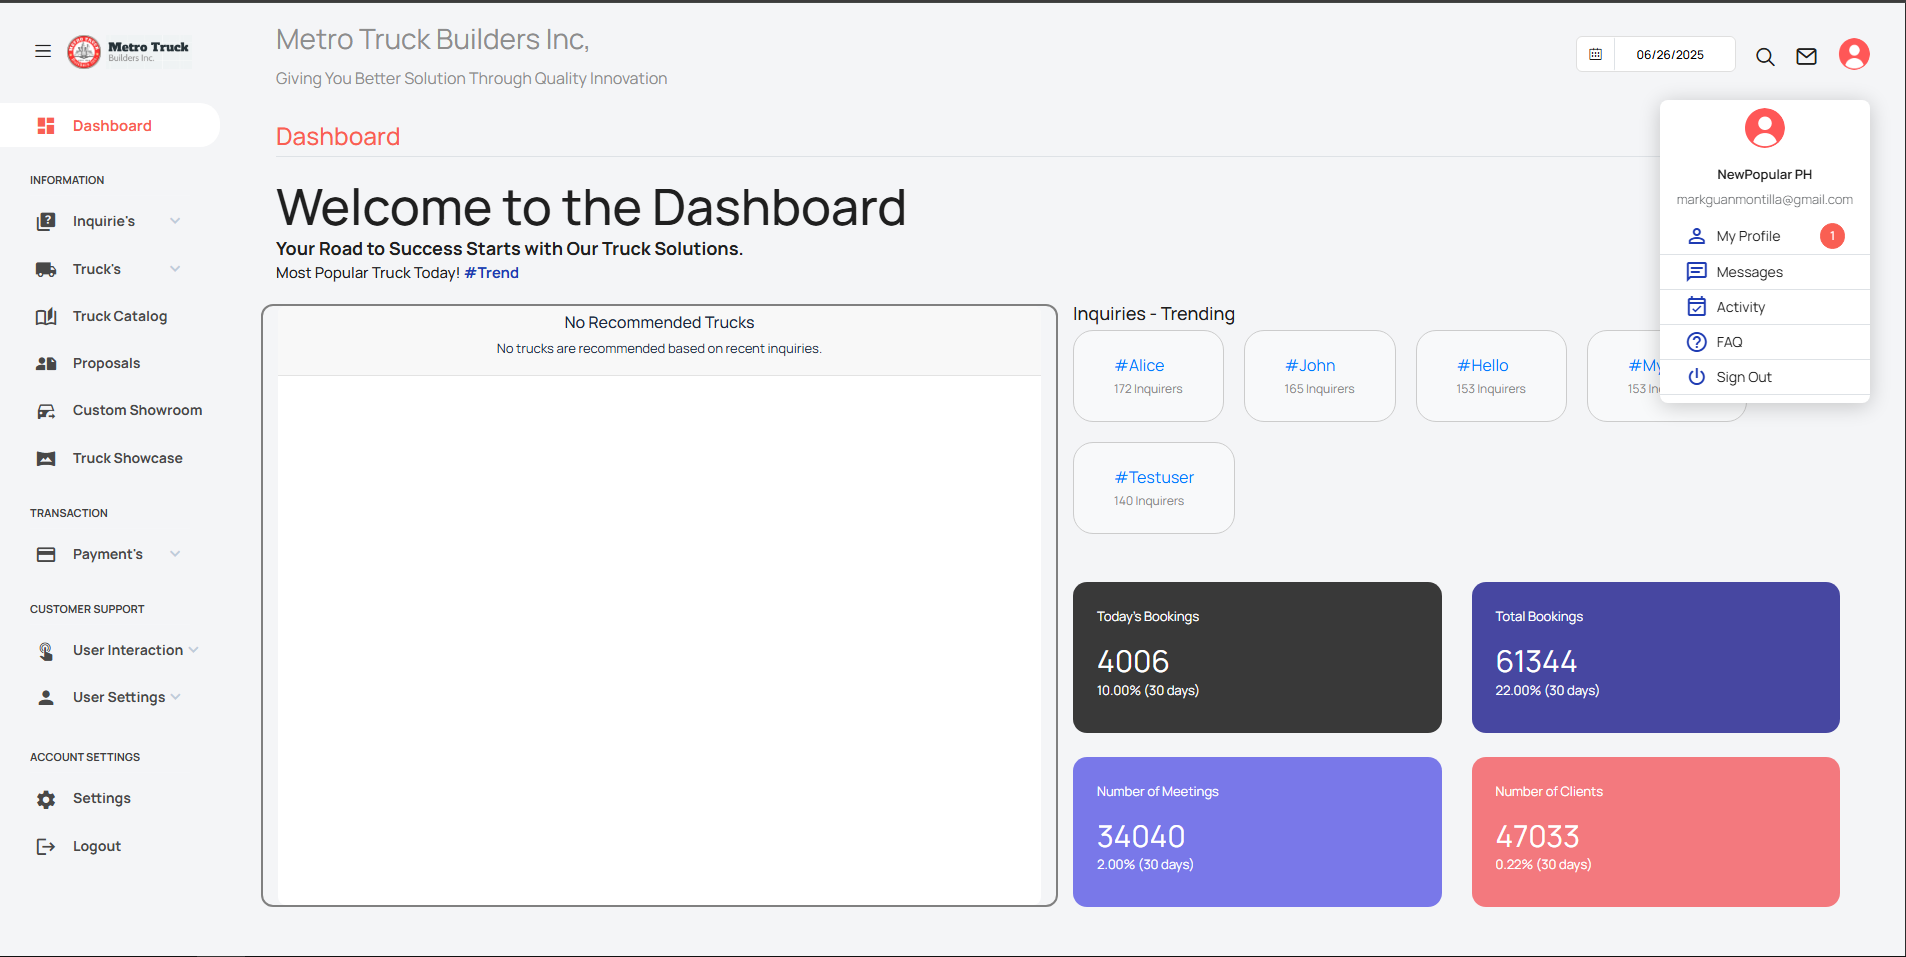 Metro Truck
Builders Inc.
Metro Truck Builders Inc,
Giving You Better Solution Through Quality Innovation
06/26/2025
Dashboard
INFORMATION
Inquirie's
Truck's
Truck Catalog
Proposals
Custom Showroom
Truck Showcase
TRANSACTION
Payment's
CUSTOMER SUPPORT
User Interaction
User Settings
ACCOUNT SETTINGS
Settings
Logout
Dashboard
Welcome to the Dashboard
Your Road to Success Starts with Our Truck Solutions.
Most Popular Truck Today! #Trend
No Recommended Trucks
No trucks are recommended based on recent inquiries.
Inquiries - Trending
#Alice
172 Inquirers
#John
165 Inquirers
#Hello
153 Inquirers
#My
153 In
#Testuser
140 Inquirers
Today's Bookings
4006
10.00% (30 days)
Total Bookings
61344
22.00% (30 days)
Number of Meetings
34040
2.00% (30 days)
Number of Clients
47033
0.22% (30 days)
NewPopular PH
markguanmontilla@gmail.com
My Profile 1
Messages
Activity
FAQ
Sign Out